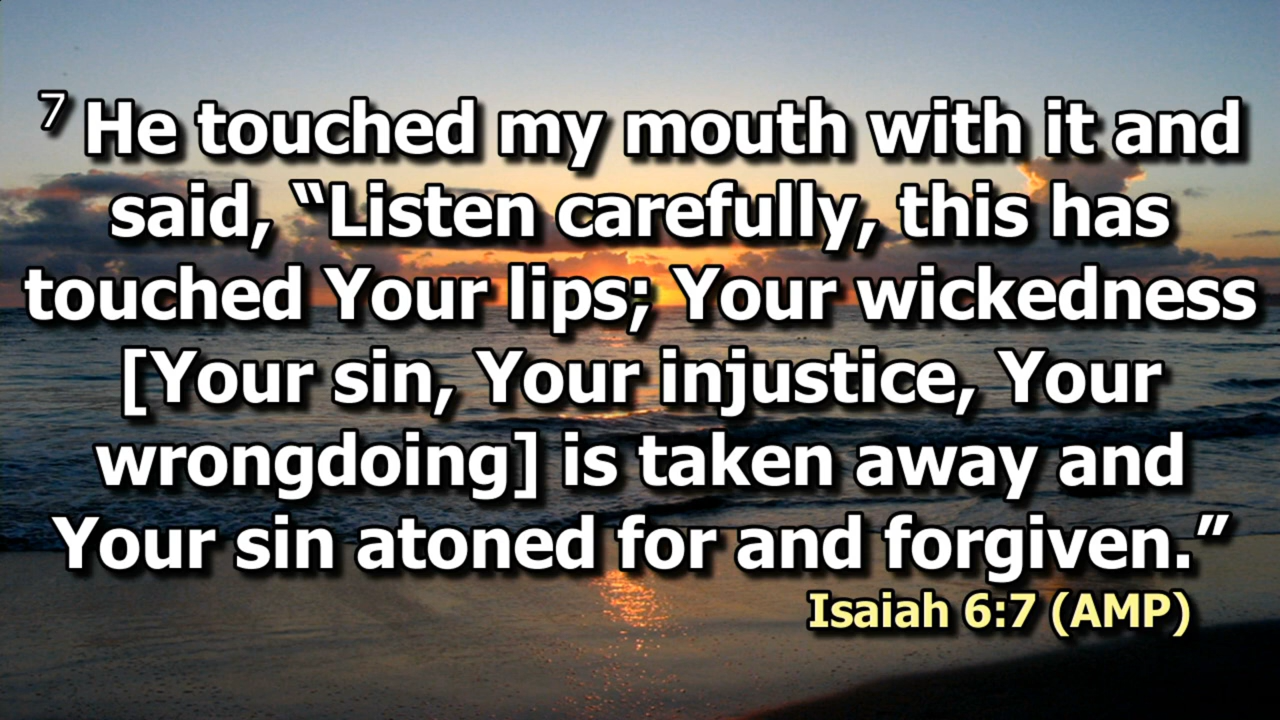 7 He touched my mouth with it and
said, “Listen carefully, this has
touched Your lips; Your wickedness
[Your sin, Your injustice, Your
wrongdoing] is taken away and
Your sin atoned for and forgiven.”
Isaiah 6:7 (AMP)